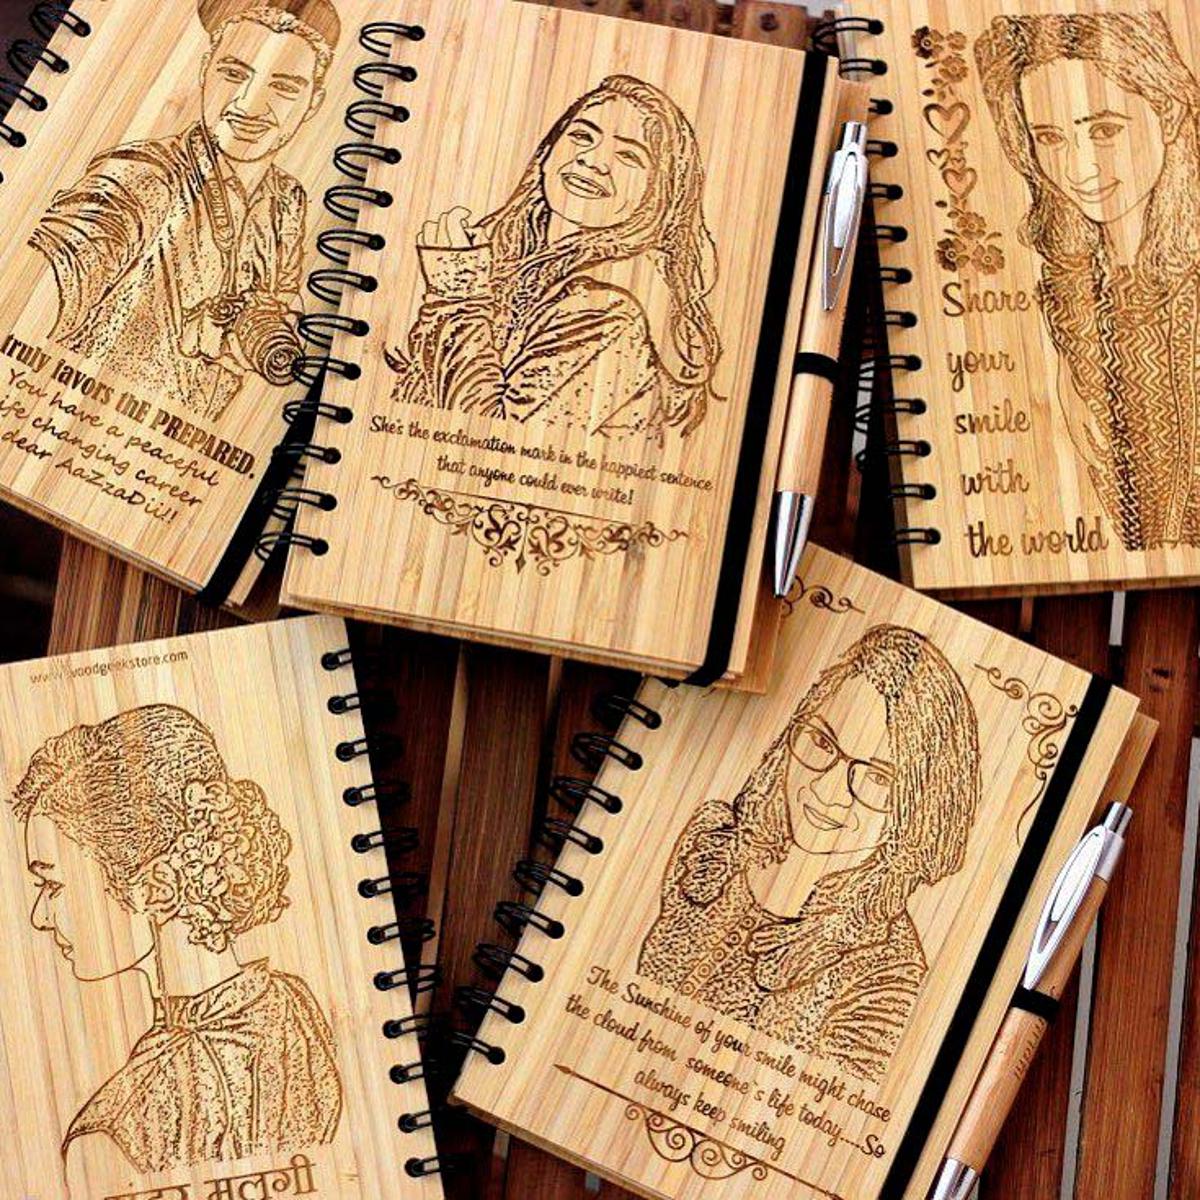 truly favors the PREPARED.
You have a peaceful
life changing career
dear AaZzaDii!!
She's the exclamation mark in the happiest sentence
that anyone could ever write!
Share
your
smile
with
the world
www.woodgeekstore.com
सुंदर मुलगी
The Sunshine of your smile might chase
the cloud from someone's life today....So
always keep smiling